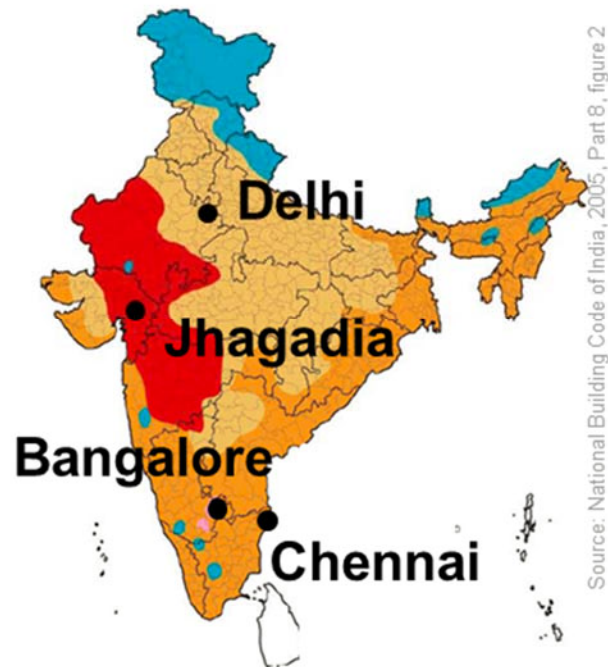 Delhi
Jhagadia
Bangalore
Chennai
Source: National Building Code of India, 2005, Part 8, figure 2